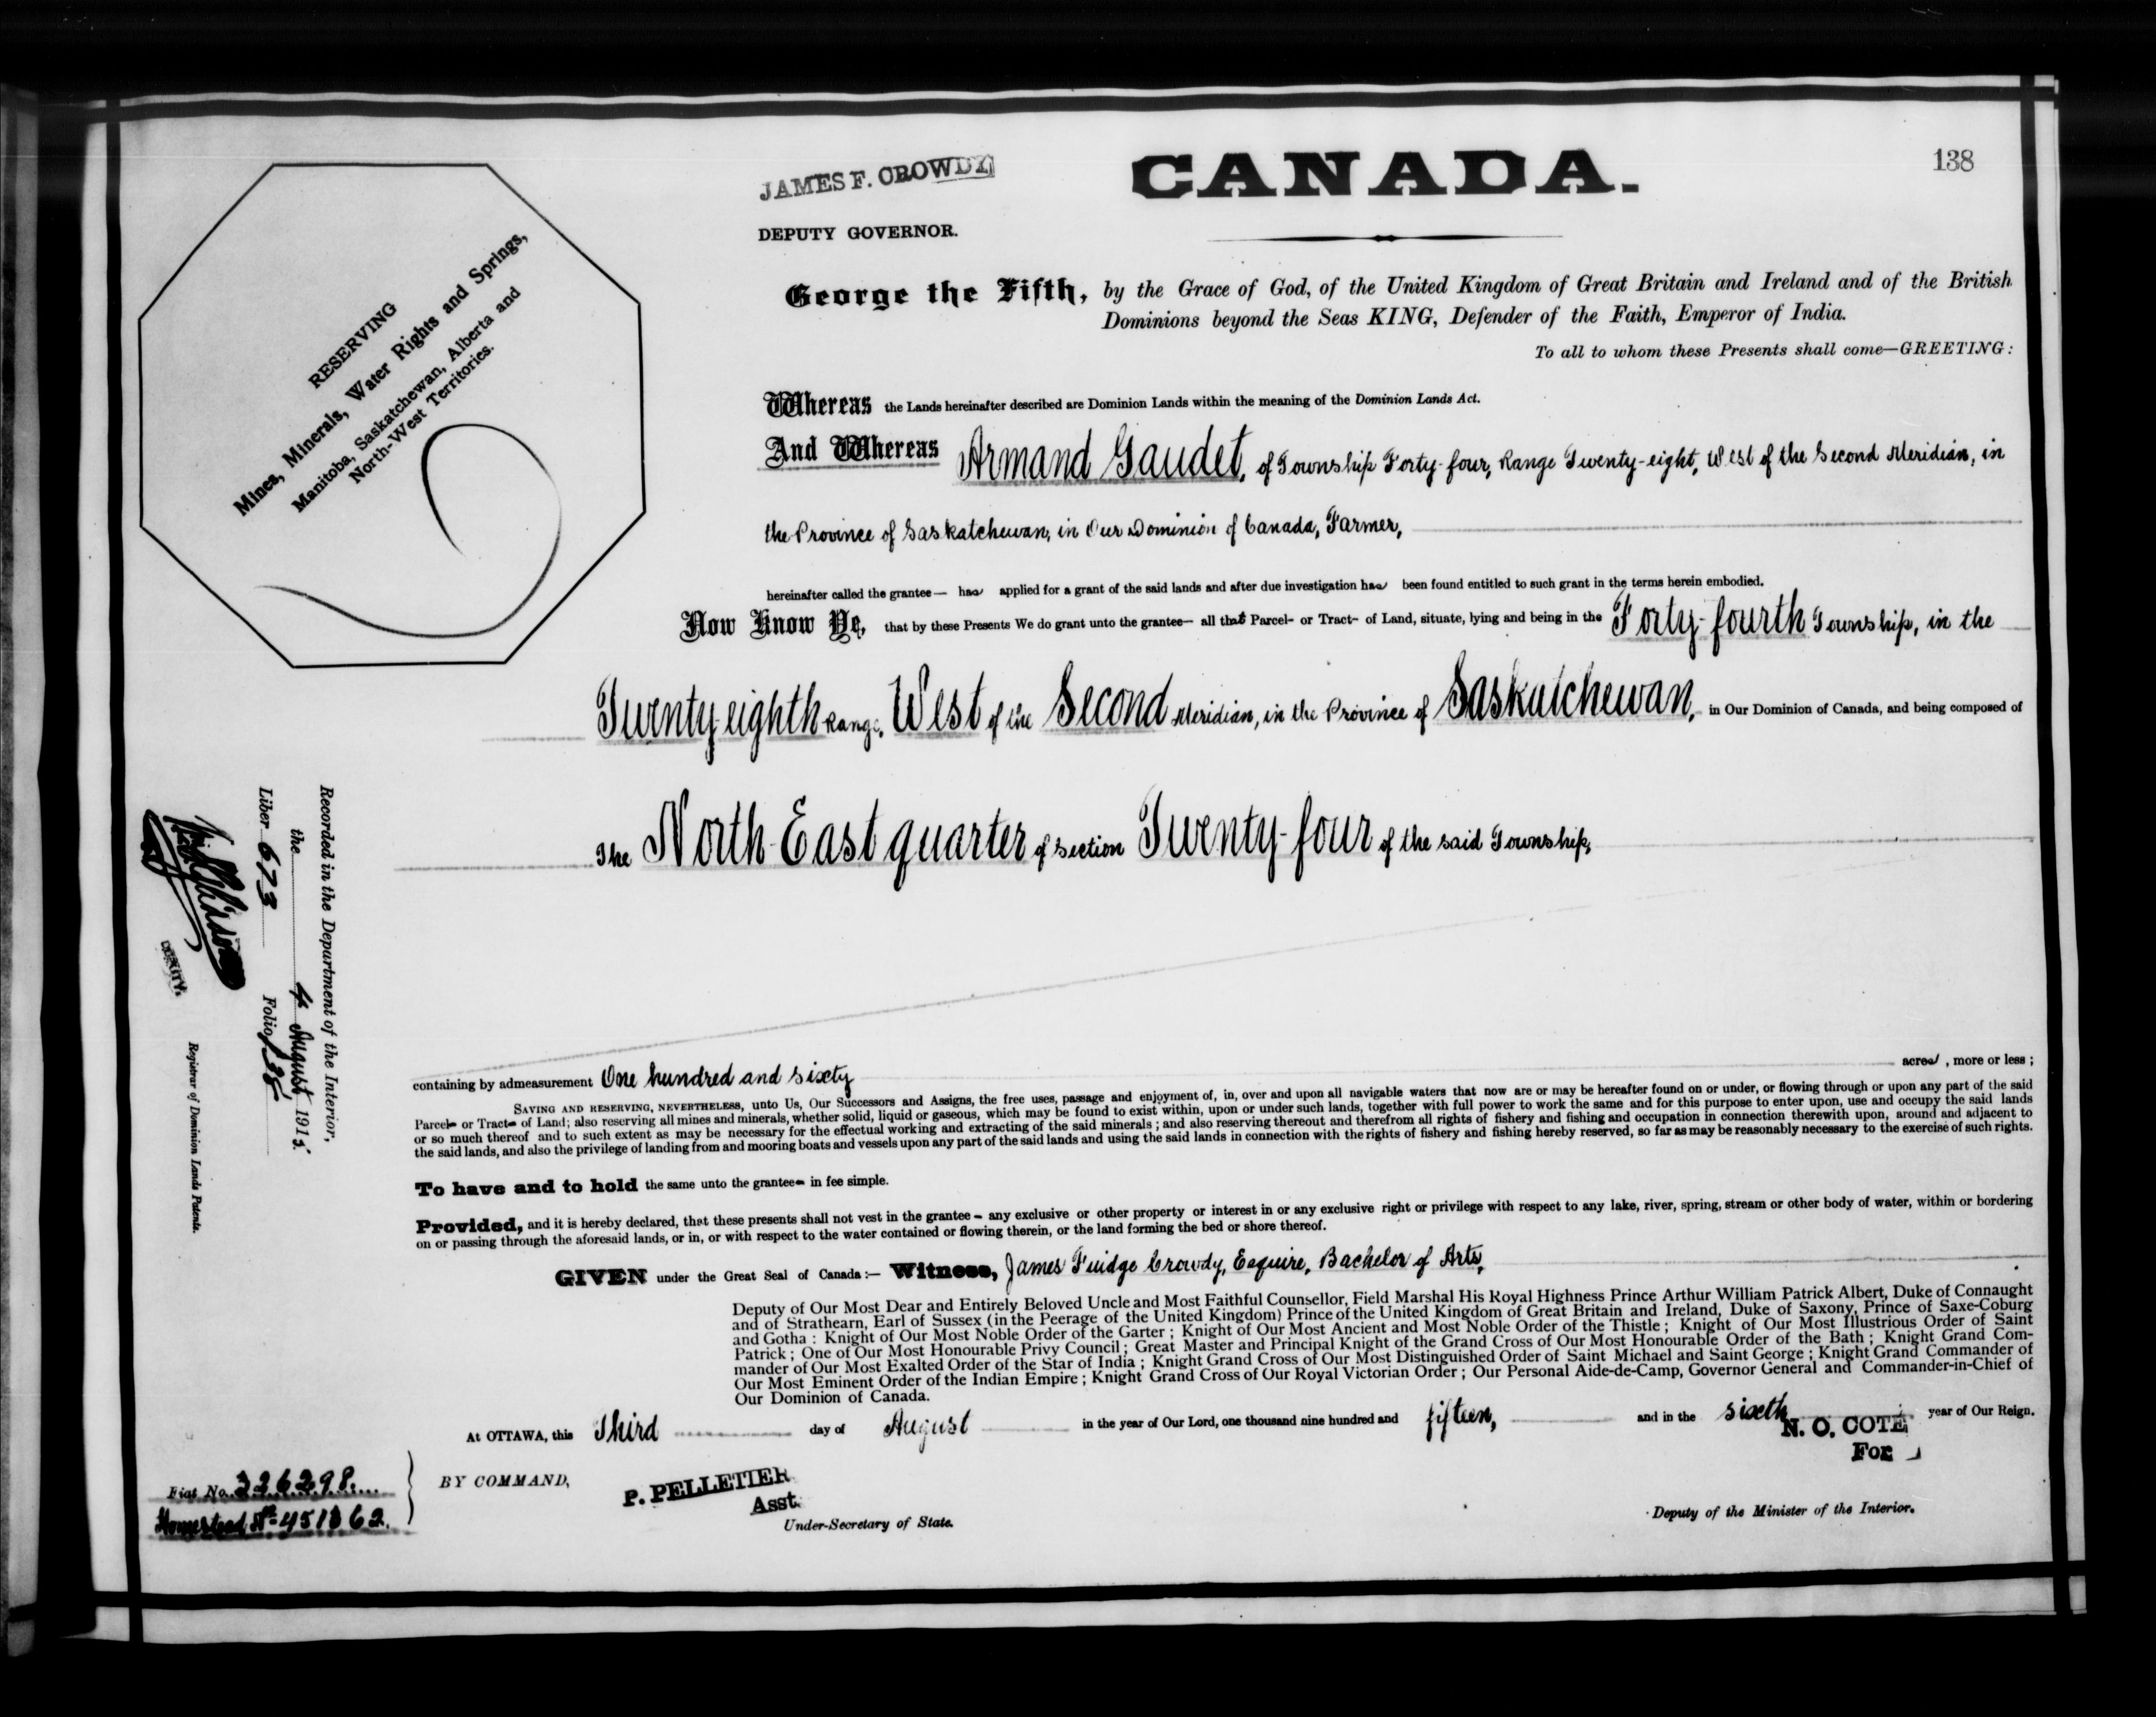 138
JAMES F. CROWDY
CANADA.
DEPUTY GOVERNOR.
RESERVING
Mines, Minerals, Water Rights and Springs,
Manitoba, Saskatchewan, Alberta and
North-West Territories.
George the Fifth, by the Grace of God, of the United Kingdom of Great Britain and Ireland and of the British
Dominions beyond the Seas KING, Defender of the Faith, Emperor of India.
To all to whom these Presents shall come—GREETING:
Whereas the Lands hereinafter described are Dominion Lands within the meaning of the Dominion Lands Act.
And Whereas Armand Gaudet, of Township Forty-four, Range Twenty-eight, West of the Second Meridian, in
the Province of Saskatchewan, in Our Dominion of Canada, Farmer,
hereinafter called the grantee— has applied for a grant of the said lands and after due investigation has been found entitled to such grant in the terms herein embodied.
Now Know Ye, that by these Presents We do grant unto the grantee— all that Parcel- or Tract- of Land, situate, lying and being in the Forty-fourth Township, in the
Twenty-eighth Range, West of the Second Meridian, in the Province of Saskatchewan, in Our Dominion of Canada, and being composed of
The North-East quarter of Section Twenty-four of the said Township,
containing by admeasurement One hundred and sixty acres, more or less;
SAVING AND RESERVING, NEVERTHELESS, unto Us, Our Successors and Assigns, the free uses, passage and enjoyment of, in, over and upon all navigable waters that now are or may be hereafter found on or under, or flowing through or upon any part of the said
Parcel- or Tract- of Land; also reserving all mines and minerals, whether solid, liquid or gaseous, which may be found to exist within, upon or under such lands, together with full power to work the same and for this purpose to enter upon, use and occupy the said lands
or so much thereof and to such extent as may be necessary for the effectual working and extracting of the said minerals; and also reserving thereout and therefrom all rights of fishery and fishing and occupation in connection therewith upon, around and adjacent to
the said lands, and also the privilege of landing from and mooring boats and vessels upon any part of the said lands and using the said lands in connection with the rights of fishery and fishing hereby reserved, so far as may be reasonably necessary to the exercise of such rights.
To have and to hold the same unto the grantee- in fee simple.
Provided, and it is hereby declared, that these presents shall not vest in the grantee - any exclusive or other property or interest in or any exclusive right or privilege with respect to any lake, river, spring, stream or other body of water, within or bordering
on or passing through the aforesaid lands, or in, or with respect to the water contained or flowing therein, or the land forming the bed or shore thereof.
GIVEN under the Great Seal of Canada:— Witness, James Fuidge Crowdy, Esquire, Bachelor of Arts,
Deputy of Our Most Dear and Entirely Beloved Uncle and Most Faithful Counsellor, Field Marshal His Royal Highness Prince Arthur William Patrick Albert, Duke of Connaught
and of Strathearn, Earl of Sussex (in the Peerage of the United Kingdom) Prince of the United Kingdom of Great Britain and Ireland, Duke of Saxony, Prince of Saxe-Coburg
and Gotha: Knight of Our Most Noble Order of the Garter; Knight of Our Most Ancient and Most Noble Order of the Thistle; Knight of Our Most Illustrious Order of Saint
Patrick; One of Our Most Honourable Privy Council; Great Master and Principal Knight of the Grand Cross of Our Most Honourable Order of the Bath; Knight Grand Com-
mander of Our Most Exalted Order of the Star of India; Knight Grand Cross of Our Most Distinguished Order of Saint Michael and Saint George; Knight Grand Commander of
Our Most Eminent Order of the Indian Empire; Knight Grand Cross of Our Royal Victorian Order; Our Personal Aide-de-Camp, Governor General and Commander-in-Chief of
Our Dominion of Canada.
At OTTAWA, this Third day of August in the year of Our Lord, one thousand nine hundred and fifteen, and in the sixth year of Our Reign.
N. O. COTE
For
BY COMMAND,
P. PELLETIER
Asst.
Under-Secretary of State.
Deputy of the Minister of the Interior.
Fiat No. 326298.
Homestead No 451862.
Recorded in the Department of the Interior,
the 4 August 1915.
Liber 673 Folio 138
DEPUTY.
Registrar of Dominion Lands Patents.